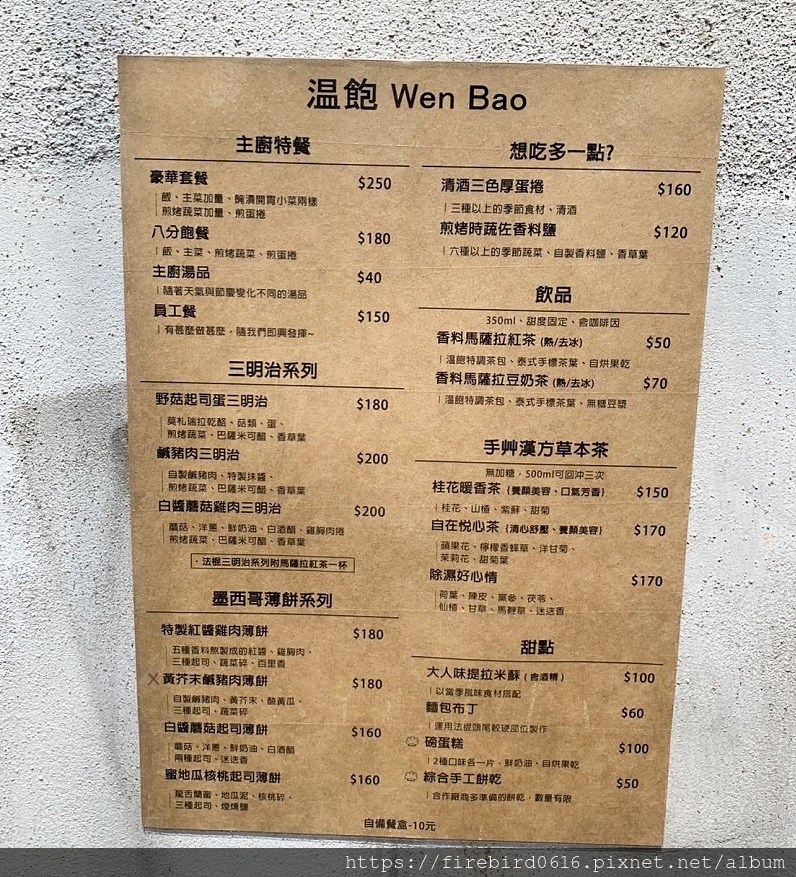 温飽 Wen Bao
主廚特餐
豪華套餐 $250
飯、主菜加量、醃漬開胃小菜兩樣
煎烤蔬菜加量、煎蛋捲
八分飽餐 $180
飯、主菜、煎烤蔬菜、煎蛋捲
主廚湯品 $40
隨著天氣與節慶變化不同的湯品
員工餐 $150
有甚麼做甚麼，隨我們即興發揮~
三明治系列
野菇起司蛋三明治 $180
莫札瑞拉乾酪、菇類、蛋、
煎烤蔬菜、巴薩米可醋、香草葉
鹹豬肉三明治 $200
自製鹹豬肉、特製抹醬、
煎烤蔬菜、巴薩米可醋、香草葉
白醬蘑菇雞肉三明治 $200
蘑菇、洋蔥、鮮奶油、白酒醋、雞胸肉捲
煎烤蔬菜、巴薩米可醋、香草葉
·法棍三明治系列附馬薩拉紅茶一杯
墨西哥薄餅系列
特製紅醬雞肉薄餅 $180
五種香料熬製成的紅醬、雞胸肉、
三種起司、蔬菜碎、百里香
X 黃芥末鹹豬肉薄餅 $180
自製鹹豬肉、黃芥末、酸黃瓜、
三種起司、蔬菜碎
白醬蘑菇起司薄餅 $160
蘑菇、洋蔥、鮮奶油、白酒醋
兩種起司、迷迭香
蜜地瓜核桃起司薄餅 $160
龍舌蘭蜜、地瓜泥、核桃碎、
三種起司、煙燻鹽
想吃多一點?
清酒三色厚蛋捲 $160
三種以上的季節食材、清酒
煎烤時蔬佐香料鹽 $120
六種以上的季節蔬菜、自製香料鹽、香草葉
飲品
350ml、甜度固定、含咖啡因
香料馬薩拉紅茶 (熱/去冰) $50
溫飽特調茶包、泰式手標茶葉、自烘果乾
香料馬薩拉豆奶茶 (熱/去冰) $70
溫飽特調茶包、泰式手標茶葉、無糖豆漿
手艸漢方草本茶
無加糖，500ml可回沖三次
桂花暖香茶 (養顏美容、口氣芳香) $150
桂花、山楂、紫蘇、甜菊
自在悅心茶 (清心舒壓、養顏美容) $170
蘋果花、檸檬香蜂草、洋甘菊、
茉莉花、甜菊葉
除濕好心情 $170
荷葉、陳皮、黨蔘、茯苓、
仙楂、甘草、馬鞭草、迷迭香
甜點
大人味提拉米蘇 (含酒精) $100
以當季風味食材搭配
麵包布丁 $60
運用法棍頭尾較硬部位製作
磅蛋糕 $100
2種口味各一片，鮮奶油、自烘果乾
綜合手工餅乾 $50
合作廠商多準備的餅乾，數量有限
自備餐盒-10元
https://firebird0616.pixnet.net/album